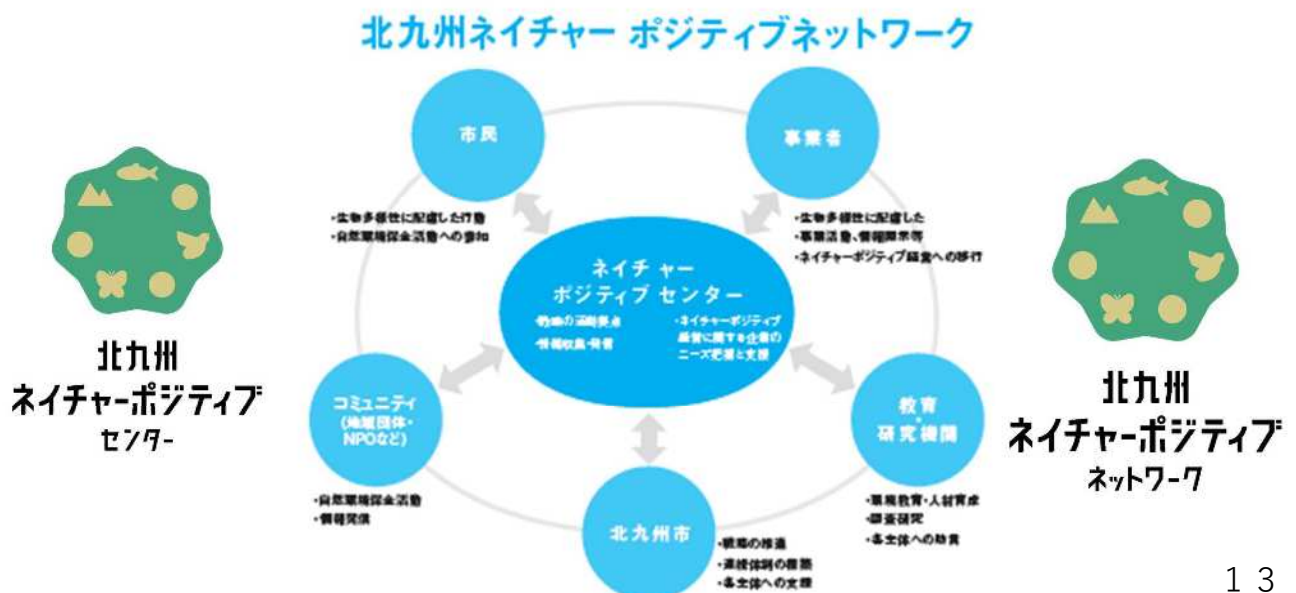 北九州ネイチャー ポジティブネットワーク
市民
・生物多様性に配慮した行動
・自然環境保全活動への参加
事業者
・生物多様性に配慮した
・事業活動、情報開示等
・ネイチャーポジティブ経営への移行
ネイチャー
ポジティブ センター
・戦略の活動拠点
・情報収集・発信
・ネイチャーポジティブ
経営に関する企業の
ニーズ把握と支援
コミュニティ
(地域団体・
NPOなど)
・自然環境保全活動
・情報発信
教育・
研究機関
・環境教育・人材育成
・調査研究
・各主体への助言
北九州市
・戦略の推進
・連携体制の構築
・各主体への支援
北九州
ネイチャーポジティブ
センター
北九州
ネイチャーポジティブ
ネットワーク
13